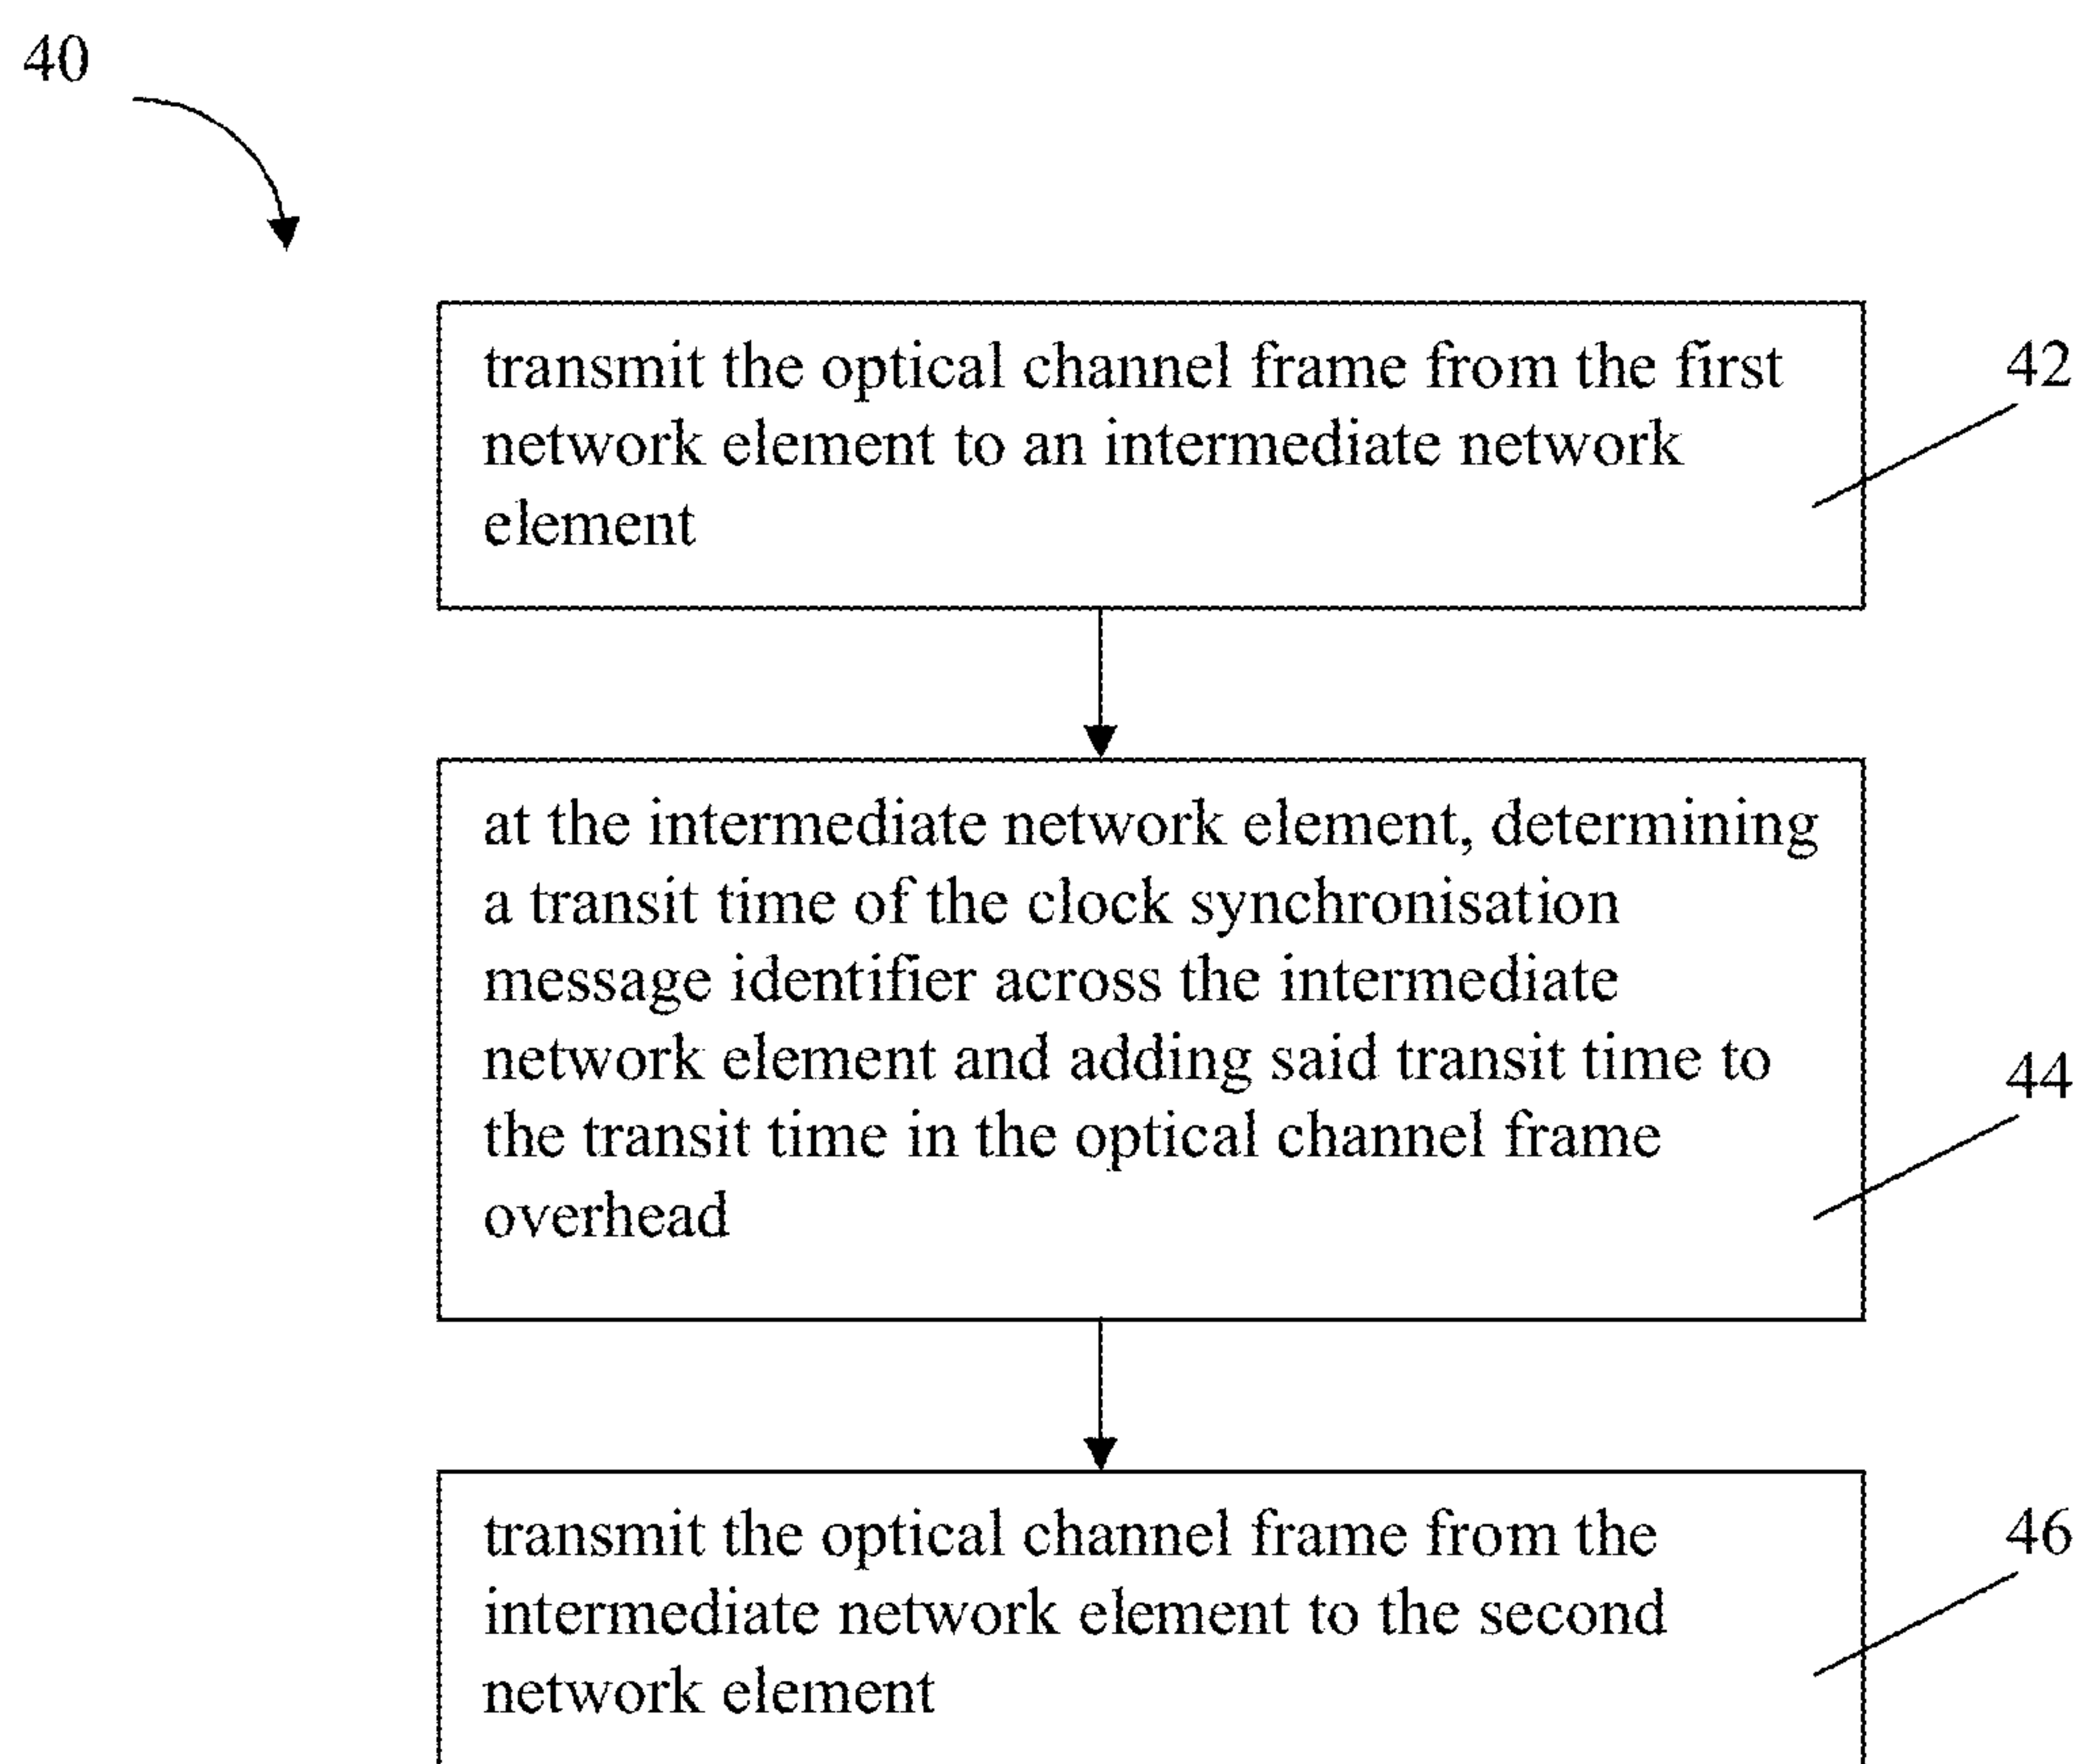 40
transmit the optical channel frame from the first
network element to an intermediate network
element
42
at the intermediate network element, determining
a transit time of the clock synchronisation
message identifier across the intermediate
network element and adding said transit time to
the transit time in the optical channel frame
overhead
44
transmit the optical channel frame from the
intermediate network element to the second
network element
46